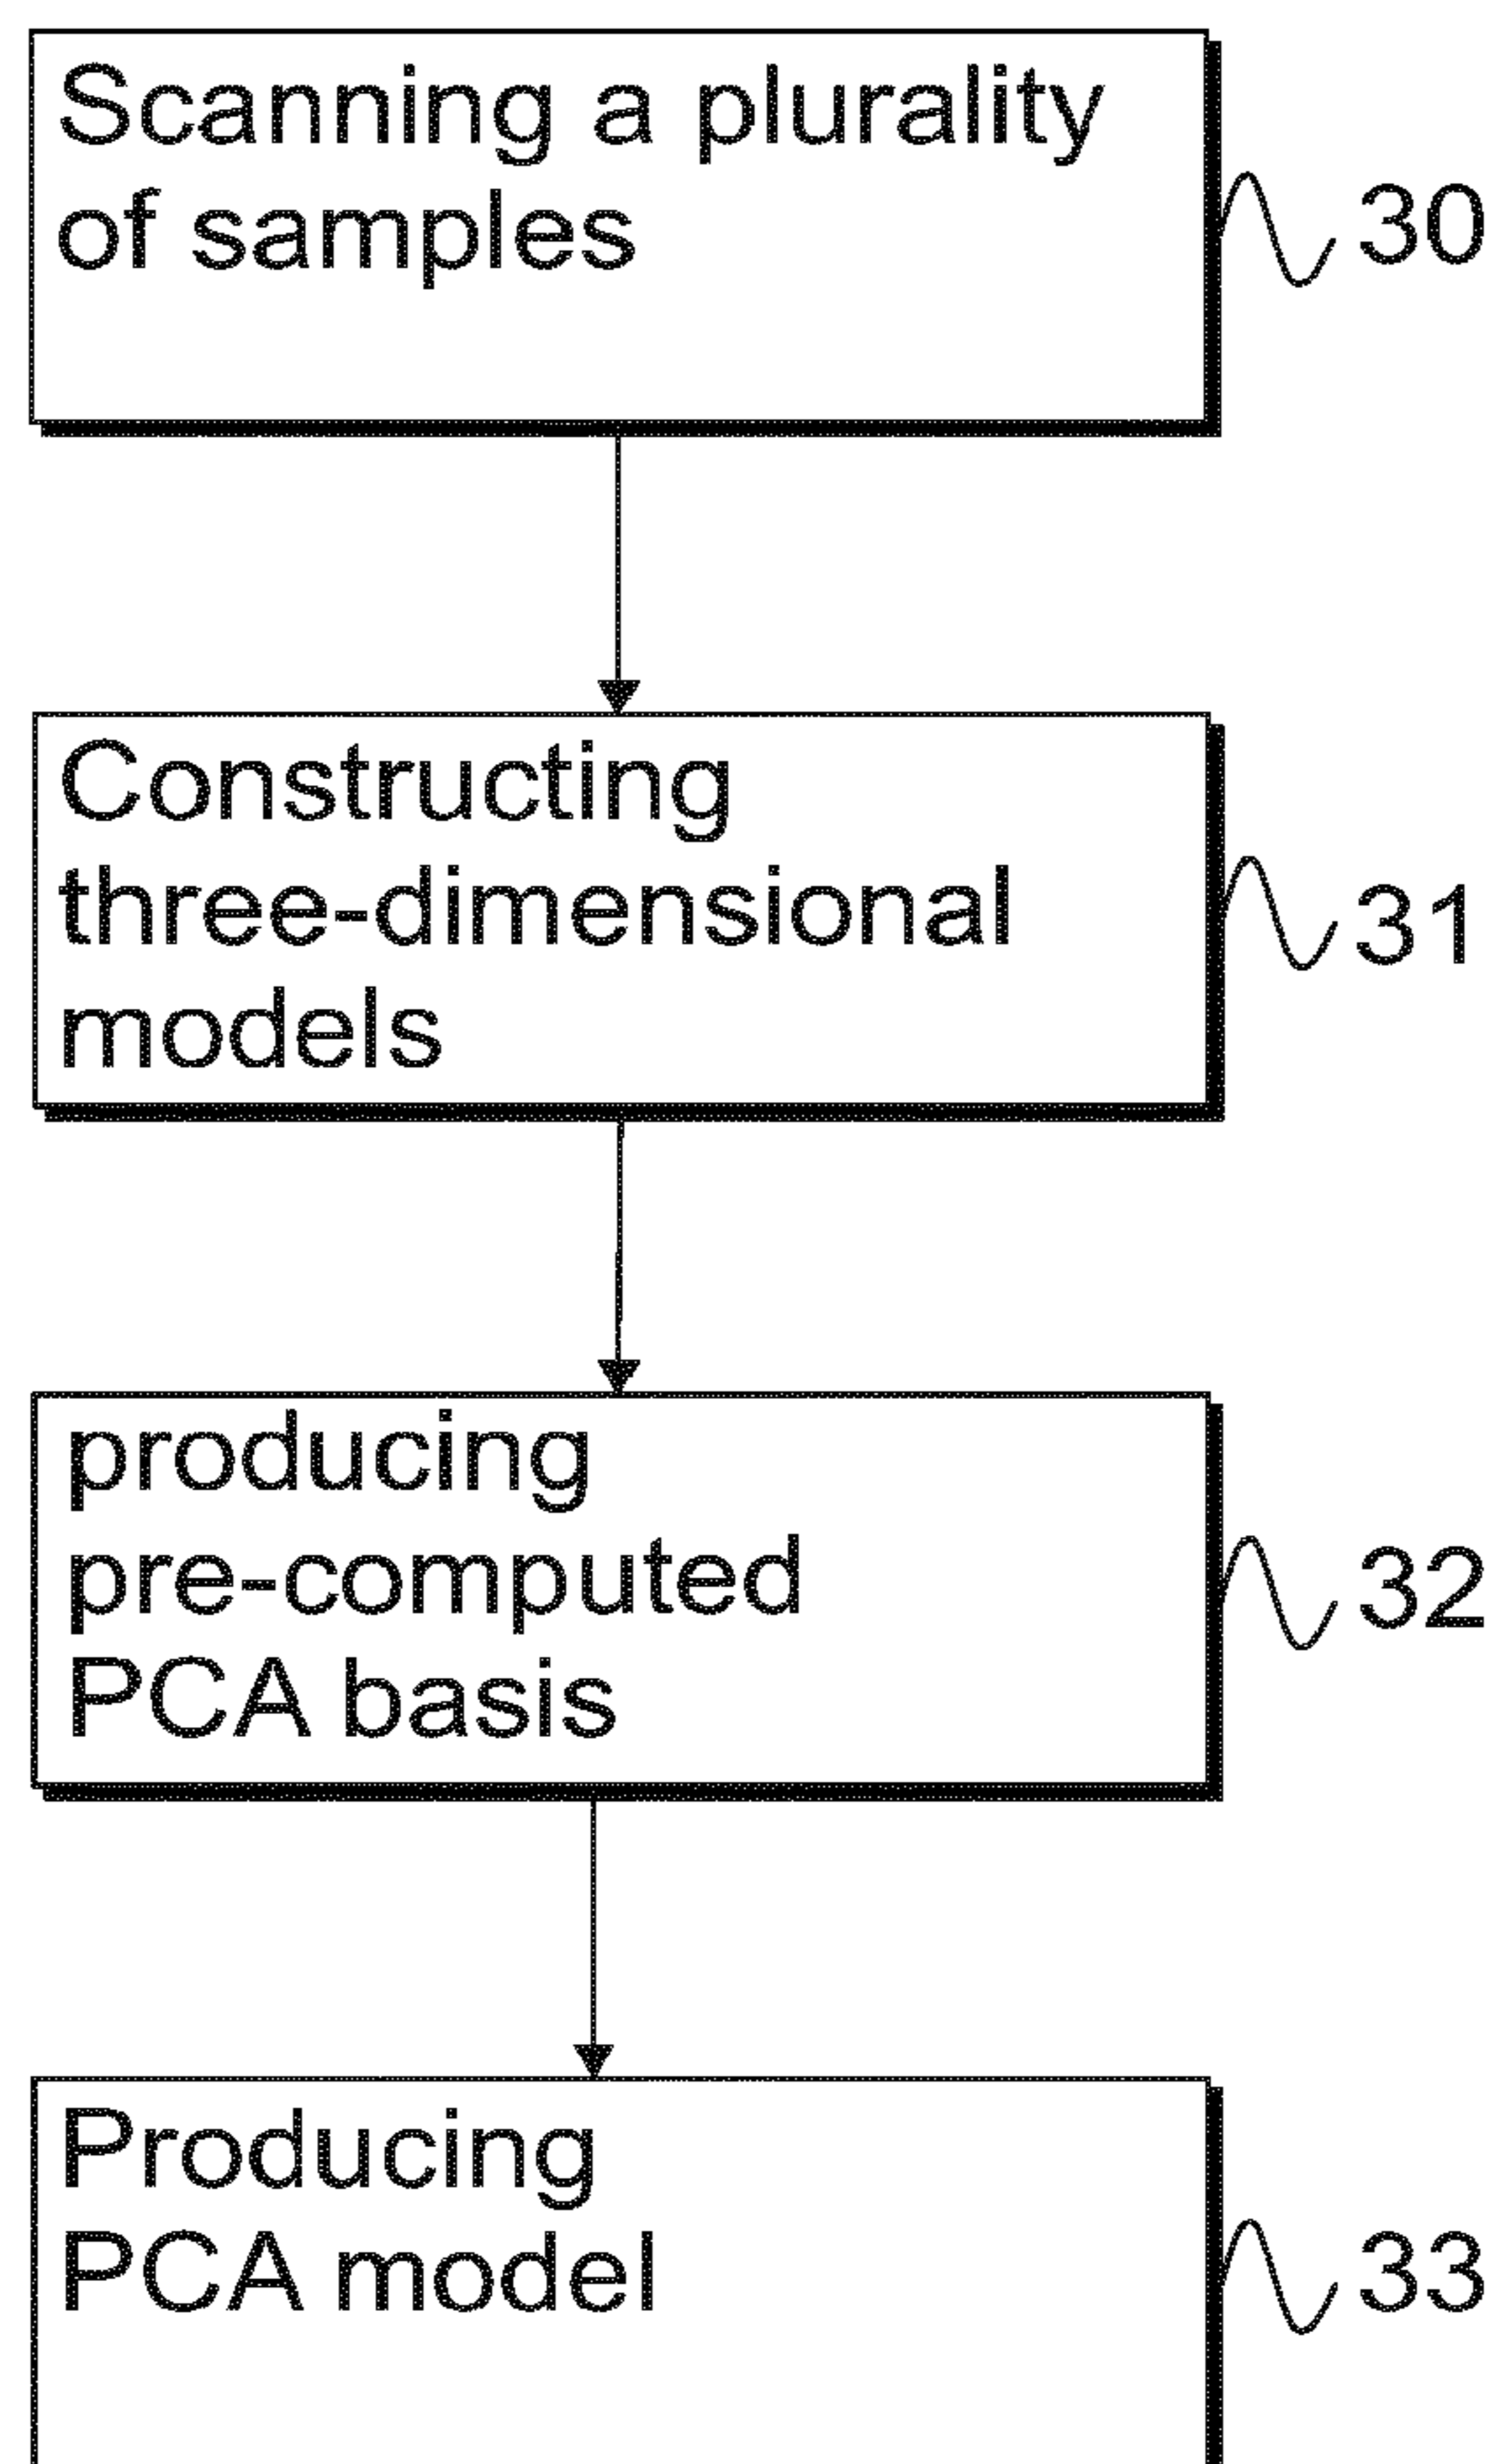 Scanning a plurality
of samples
30
Constructing
three-dimensional
models
31
producing
pre-computed
PCA basis
32
Producing
PCA model
33